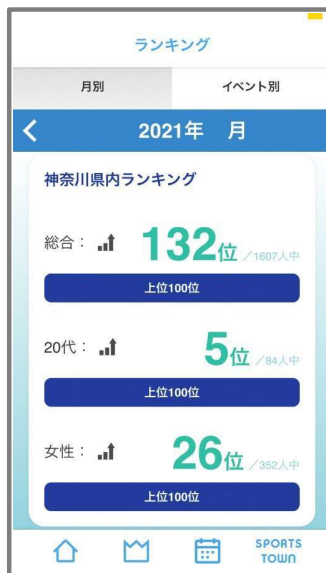 ランキング
月別 イベント別
2021年 月
神奈川県内ランキング
総合： 132位 ／1607人中
上位100位
20代： 5位 ／84人中
上位100位
女性： 26位 ／352人中
上位100位
SPORTS
TOWN